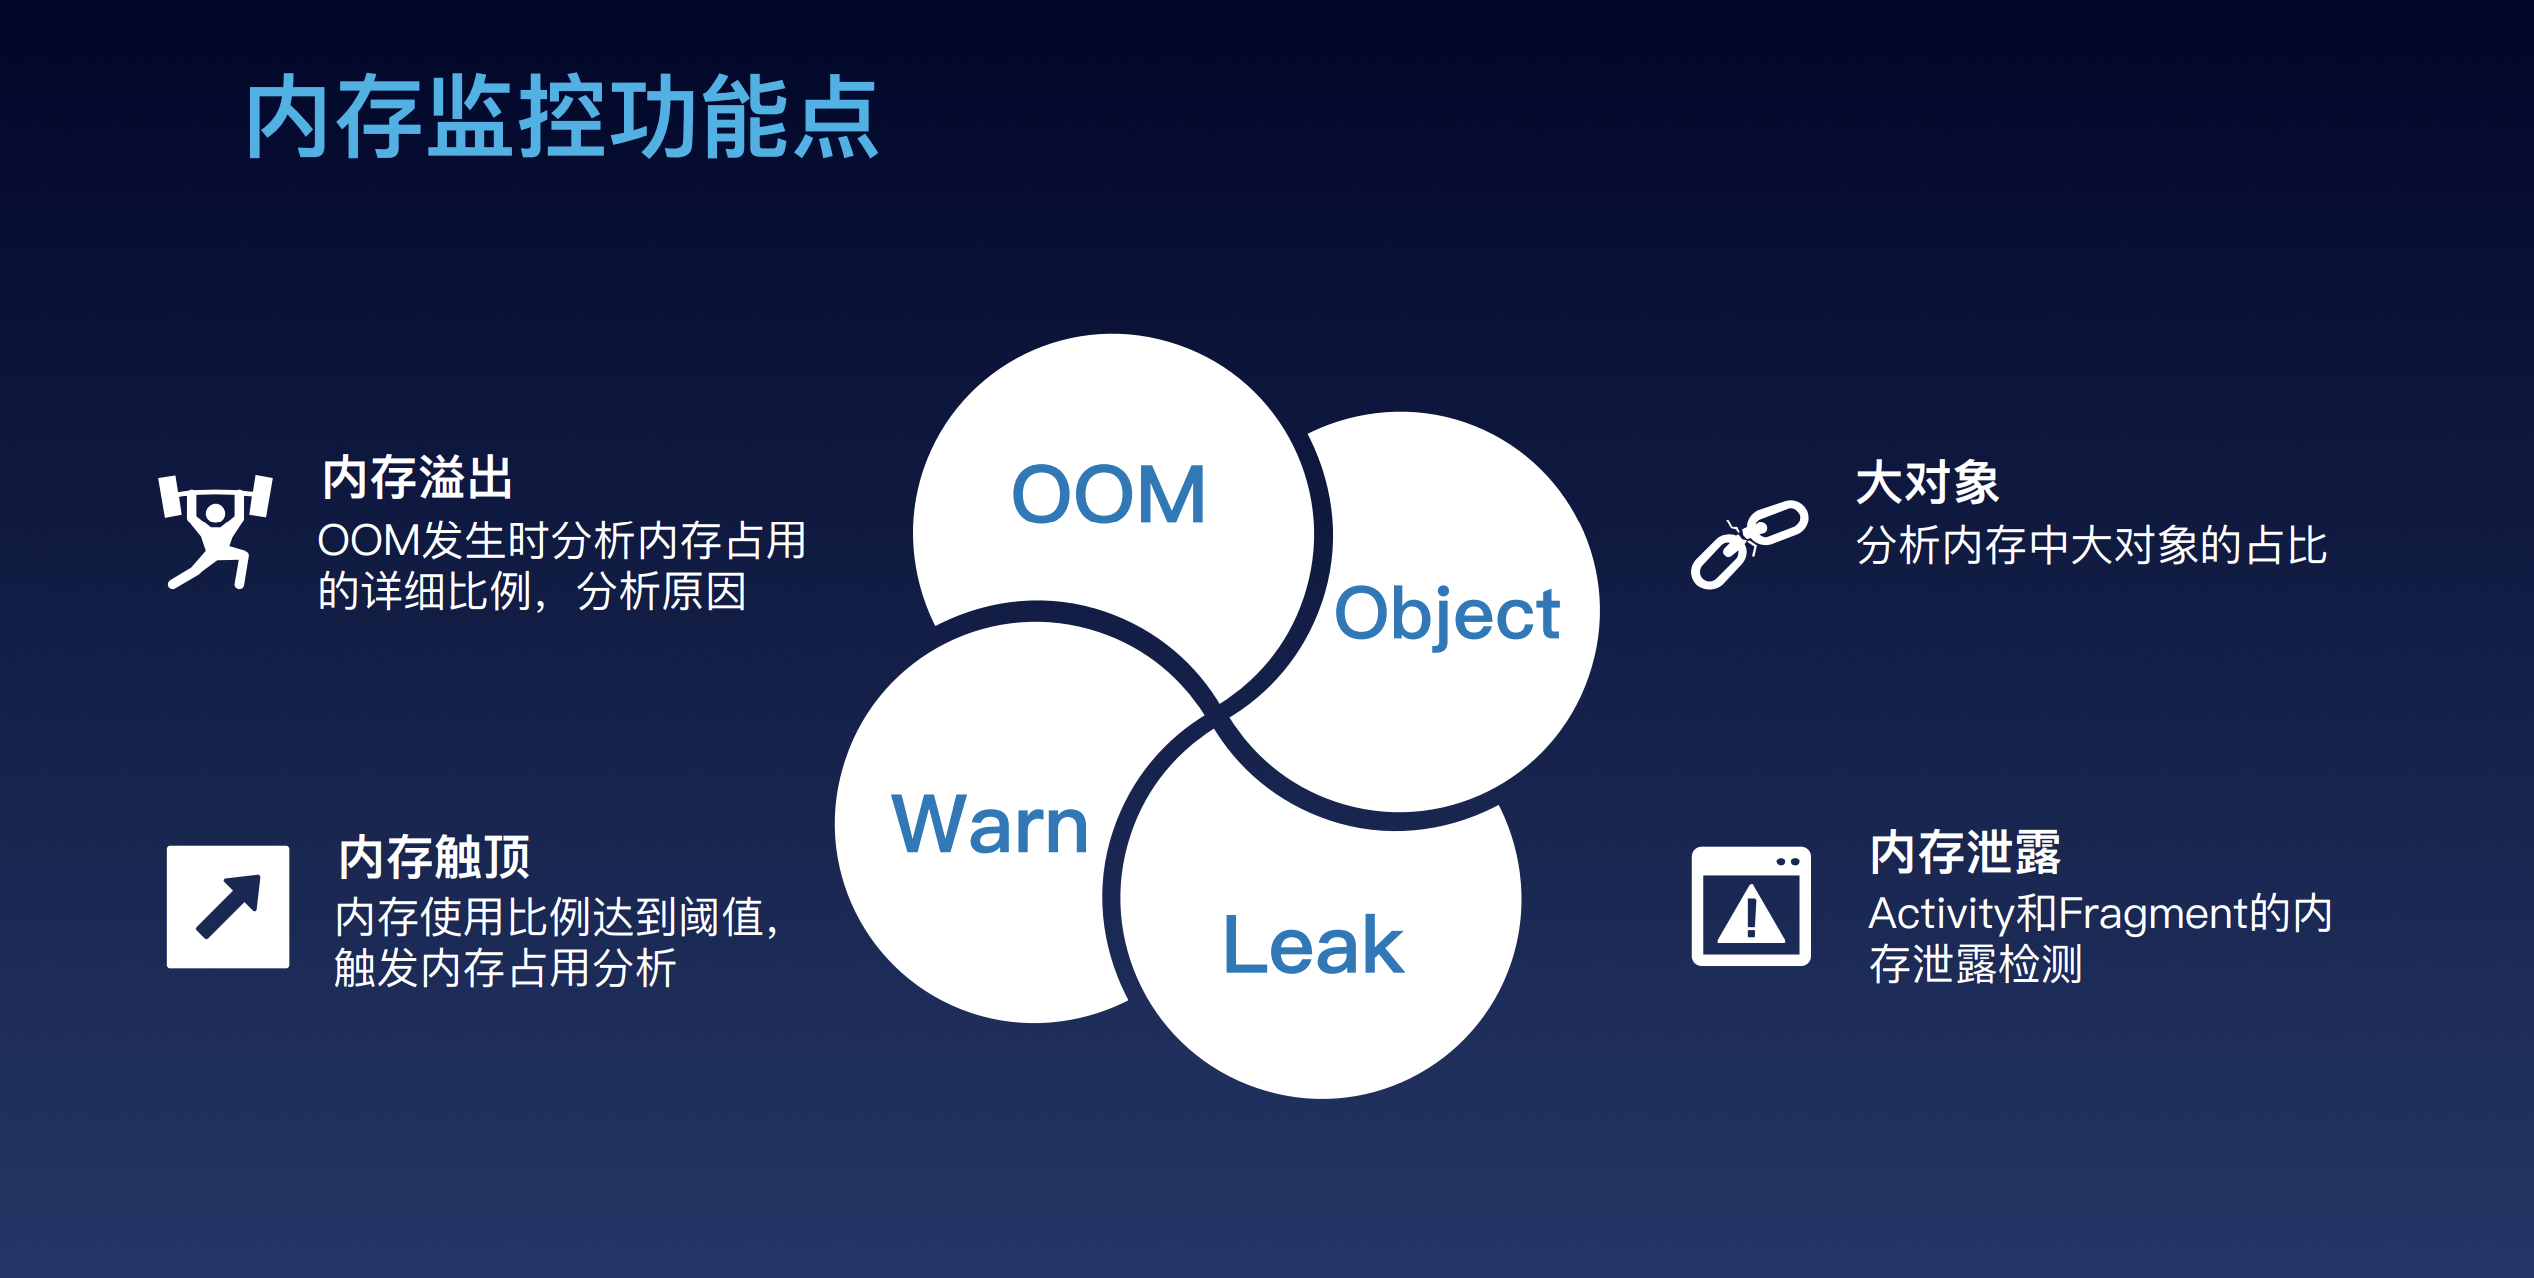 内存监控功能点
内存溢出
OOM发生时分析内存占用
的详细比例，分析原因
内存触顶
内存使用比例达到阈值，
触发内存占用分析
OOM
Object
Warn
Leak
大对象
分析内存中大对象的占比
内存泄露
Activity和Fragment的内
存泄露检测